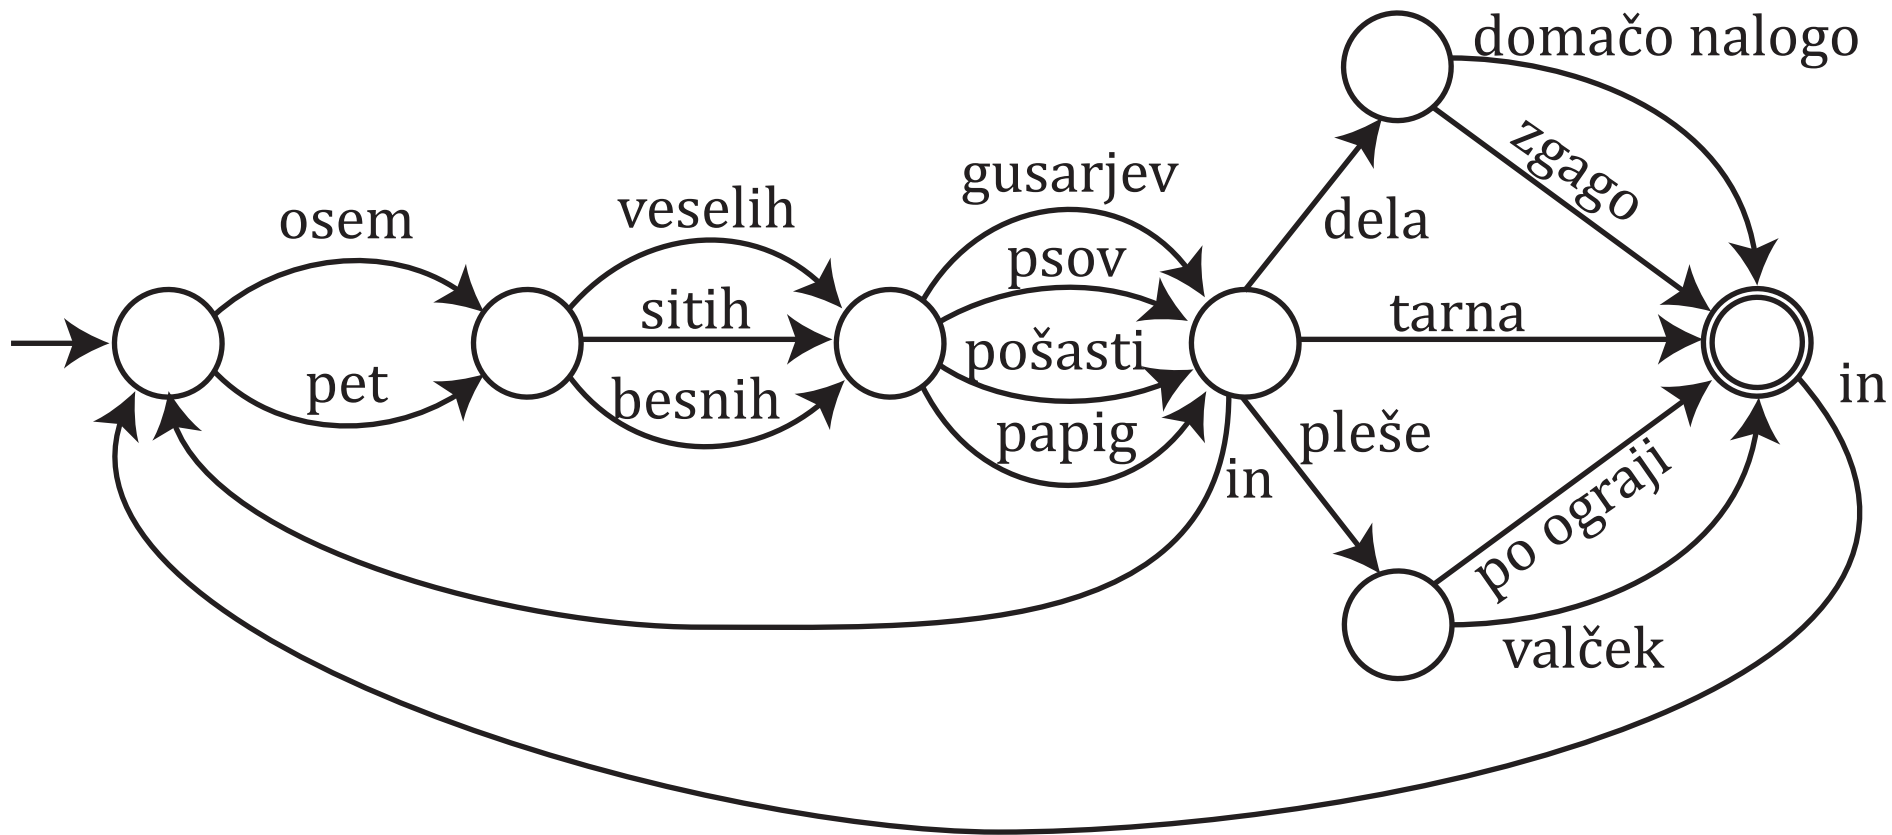 osem
pet
veselih
sitih
besnih
gusarjev
psov
pošasti
papig
in
dela
tarna
pleše
domačo nalogo
zgago
po ograji
valček
in